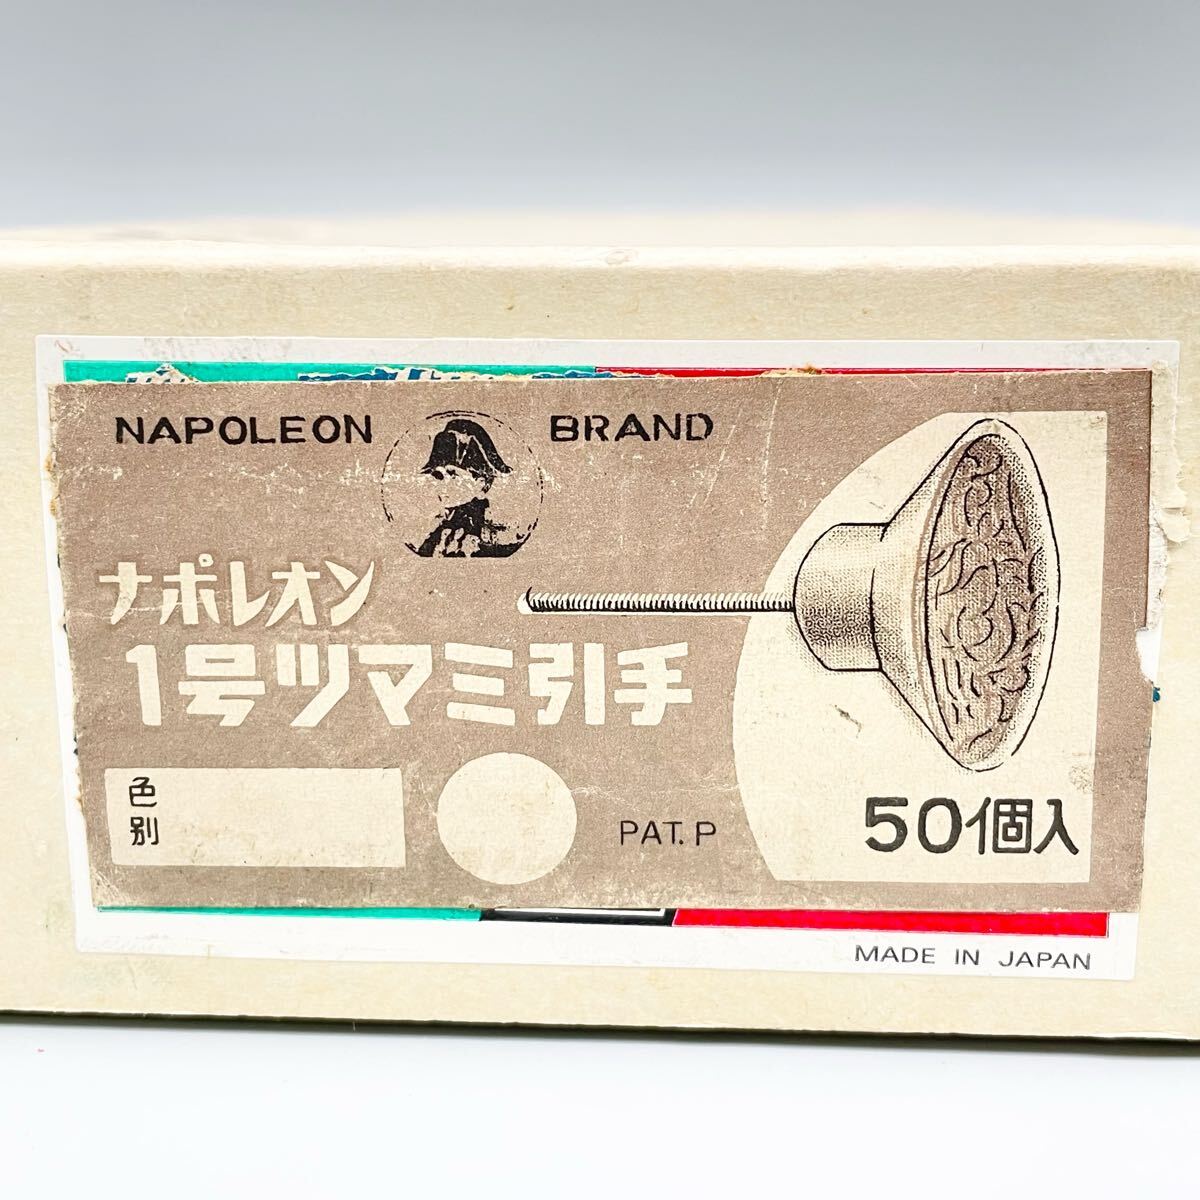 NAPOLEON BRAND
ナポレオン
1号ツマミ引手
色別
PAT. P
50個入
MADE IN JAPAN